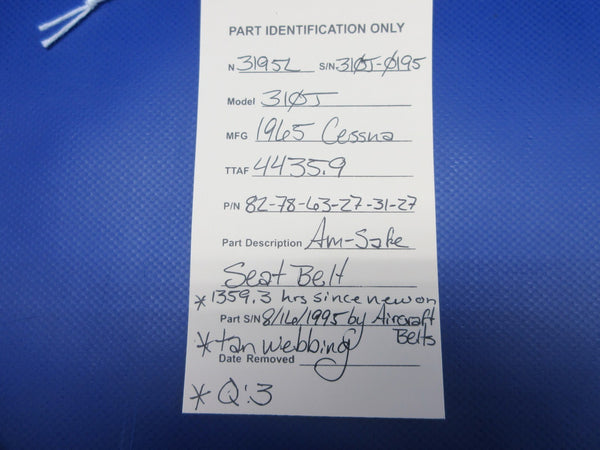 PART IDENTIFICATION ONLY
N 3195L S/N 310J-0195
Model 310J
MFG 1965 Cessna
TTAF 4435.9
P/N 82-78-63-27-31-27
Part Description Am-Safe
Seat Belt
* 1359.3 hrs since new on
Part S/N 8/16/1995 by Aircraft
Belts
* tan webbing
Date Removed
* Q:3